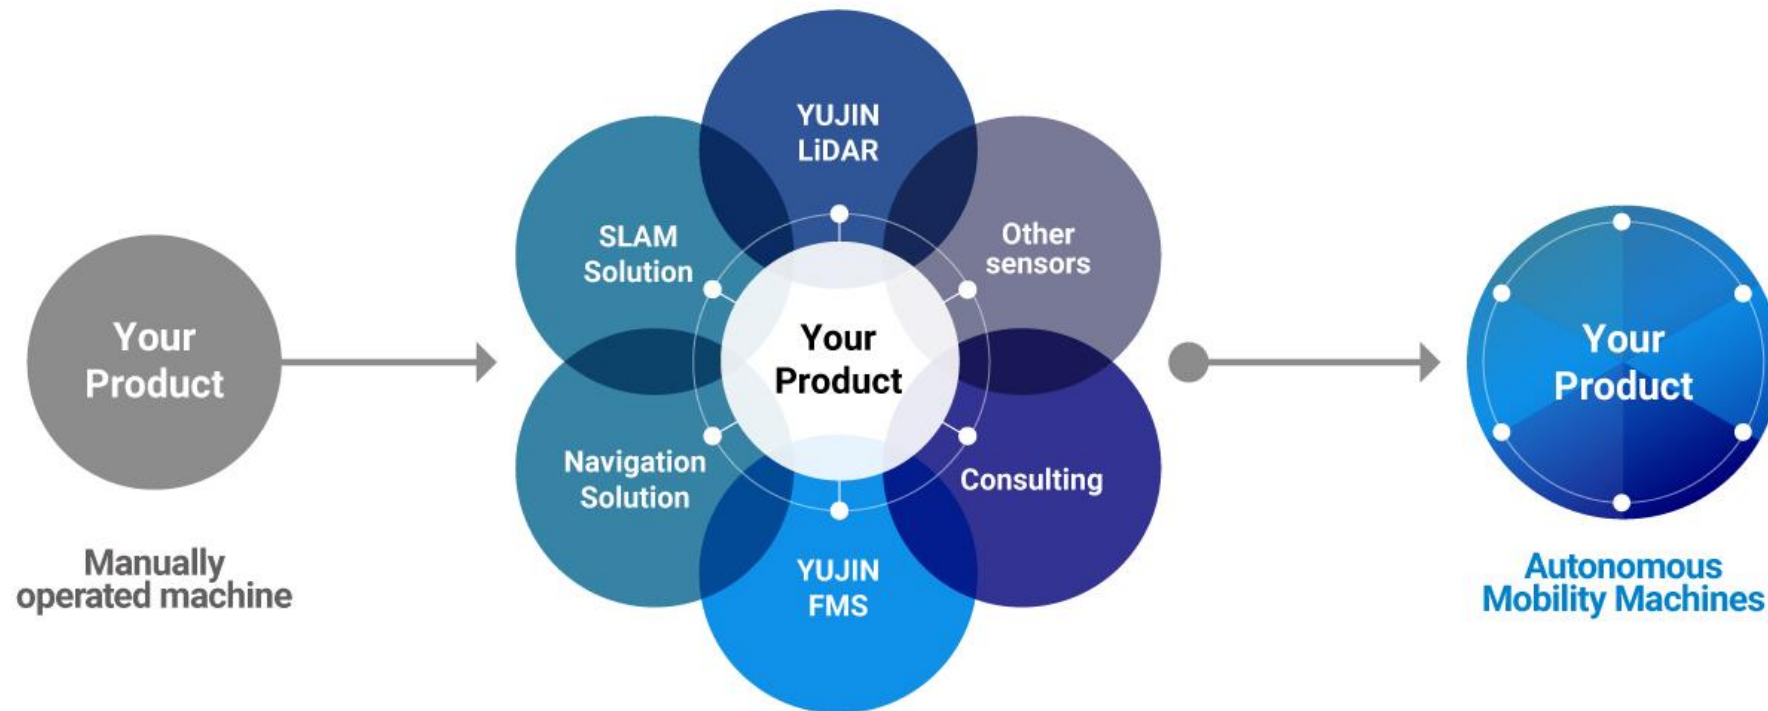 Your
Product
Manually
operated machine
YUJIN
LiDAR
SLAM
Solution
Other
sensors
Your
Product
Navigation
Solution
Consulting
YUJIN
FMS
Your
Product
Autonomous
Mobility Machines